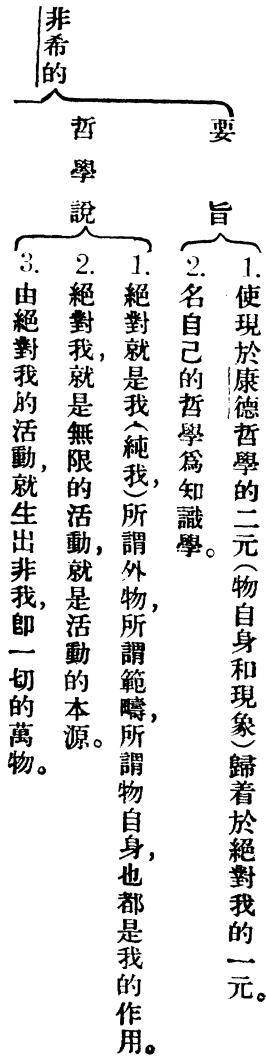 要旨
1. 使現於康德哲學的二元(物自身和現象)歸着於絕對我的一元。
2. 名自己的哲學爲知識學。
非希的
哲學說
1. 絕對就是我(純我,)所謂外物,所謂範疇,所謂物自身,也都是我的作用。
2. 絕對我,就是無限的活動,就是活動的本源。
3. 由絕對我的活動,就生出非我,卽一切的萬物。